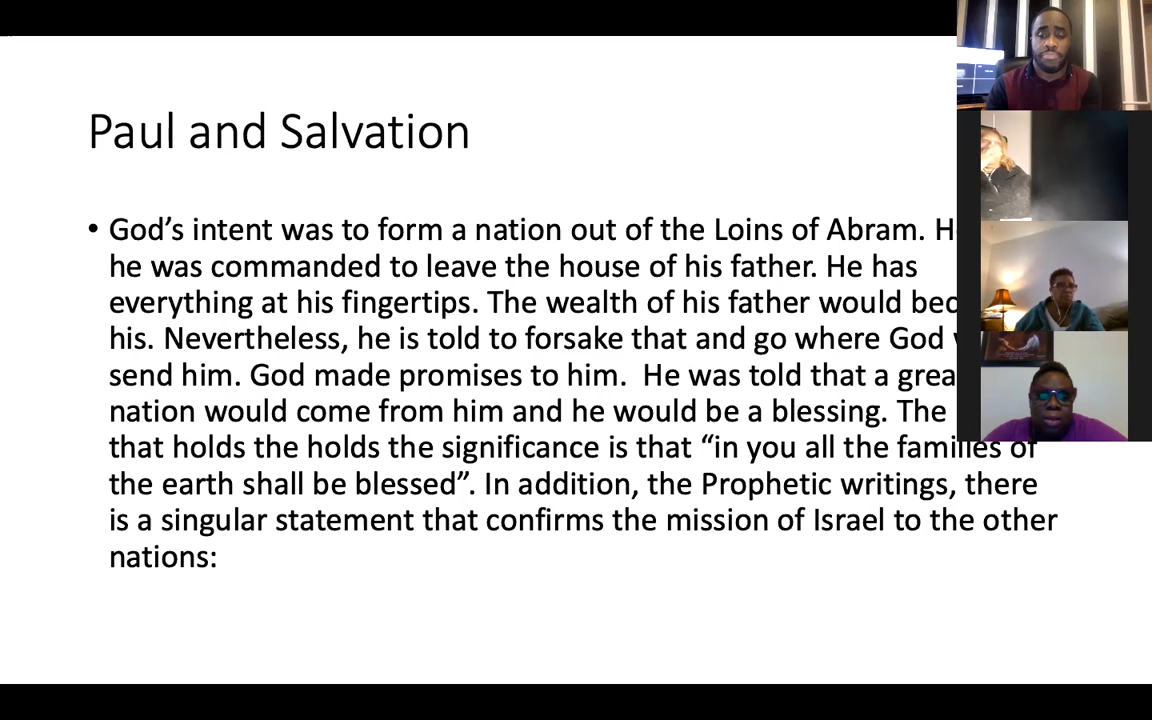 Paul and Salvation
• God’s intent was to form a nation out of the Loins of Abram.
he was commanded to leave the house of his father. He has
everything at his fingertips. The wealth of his father would
his. Nevertheless, he is told to forsake that and go where God
send him. God made promises to him.  He was told that a
nation would come from him and he would be a blessing. The
that holds the holds the significance is that “in you all the families of
the earth shall be blessed”. In addition, the Prophetic writings, there
is a singular statement that confirms the mission of Israel to the other
nations: